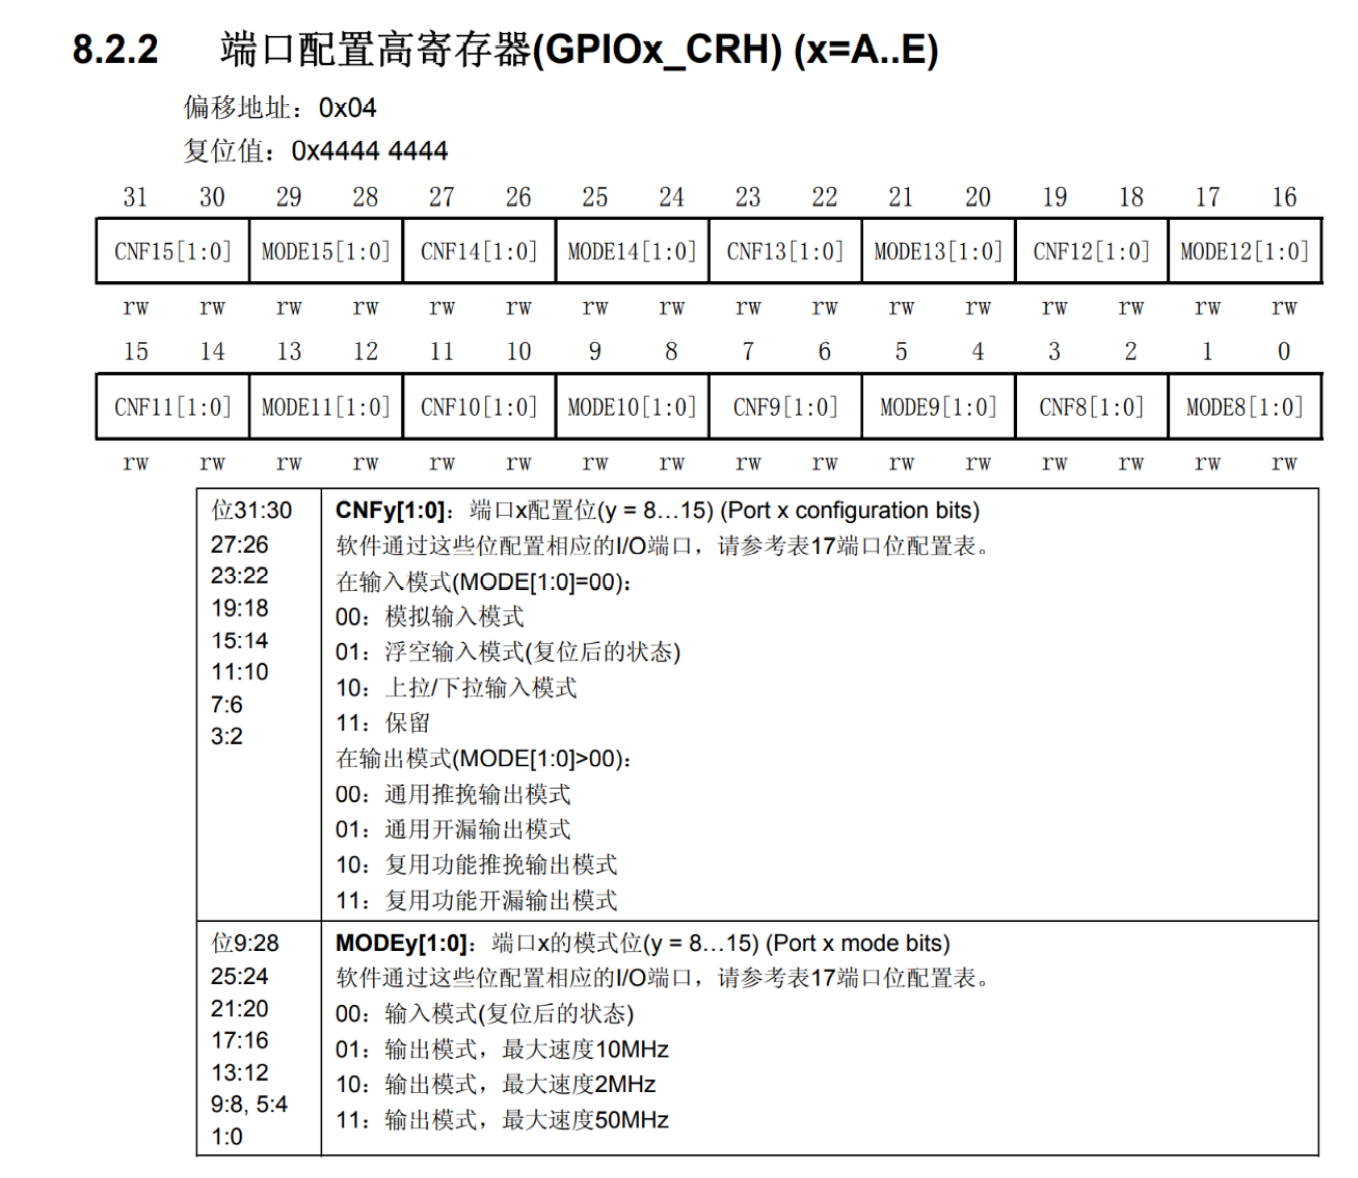 8.2.2 端口配置高寄存器(GPIOx_CRH) (x=A..E)
偏移地址：0x04
复位值：0x4444 4444
31 30 29 28 27 26 25 24 23 22 21 20 19 18 17 16
CNF15[1:0] MODE15[1:0] CNF14[1:0] MODE14[1:0] CNF13[1:0] MODE13[1:0] CNF12[1:0] MODE12[1:0]
rw rw rw rw rw rw rw rw rw rw rw rw rw rw rw rw
15 14 13 12 11 10 9 8 7 6 5 4 3 2 1 0
CNF11[1:0] MODE11[1:0] CNF10[1:0] MODE10[1:0] CNF9[1:0] MODE9[1:0] CNF8[1:0] MODE8[1:0]
rw rw rw rw rw rw rw rw rw rw rw rw rw rw rw rw
位31:30
27:26
23:22
19:18
15:14
11:10
7:6
3:2
CNFy[1:0]：端口x配置位(y = 8…15) (Port x configuration bits)
软件通过这些位配置相应的I/O端口，请参考表17端口位配置表。
在输入模式(MODE[1:0]=00)：
00：模拟输入模式
01：浮空输入模式(复位后的状态)
10：上拉/下拉输入模式
11：保留
在输出模式(MODE[1:0]>00)：
00：通用推挽输出模式
01：通用开漏输出模式
10：复用功能推挽输出模式
11：复用功能开漏输出模式
位9:28
25:24
21:20
17:16
13:12
9:8, 5:4
1:0
MODEy[1:0]：端口x的模式位(y = 8…15) (Port x mode bits)
软件通过这些位配置相应的I/O端口，请参考表17端口位配置表。
00：输入模式(复位后的状态)
01：输出模式，最大速度10MHz
10：输出模式，最大速度2MHz
11：输出模式，最大速度50MHz